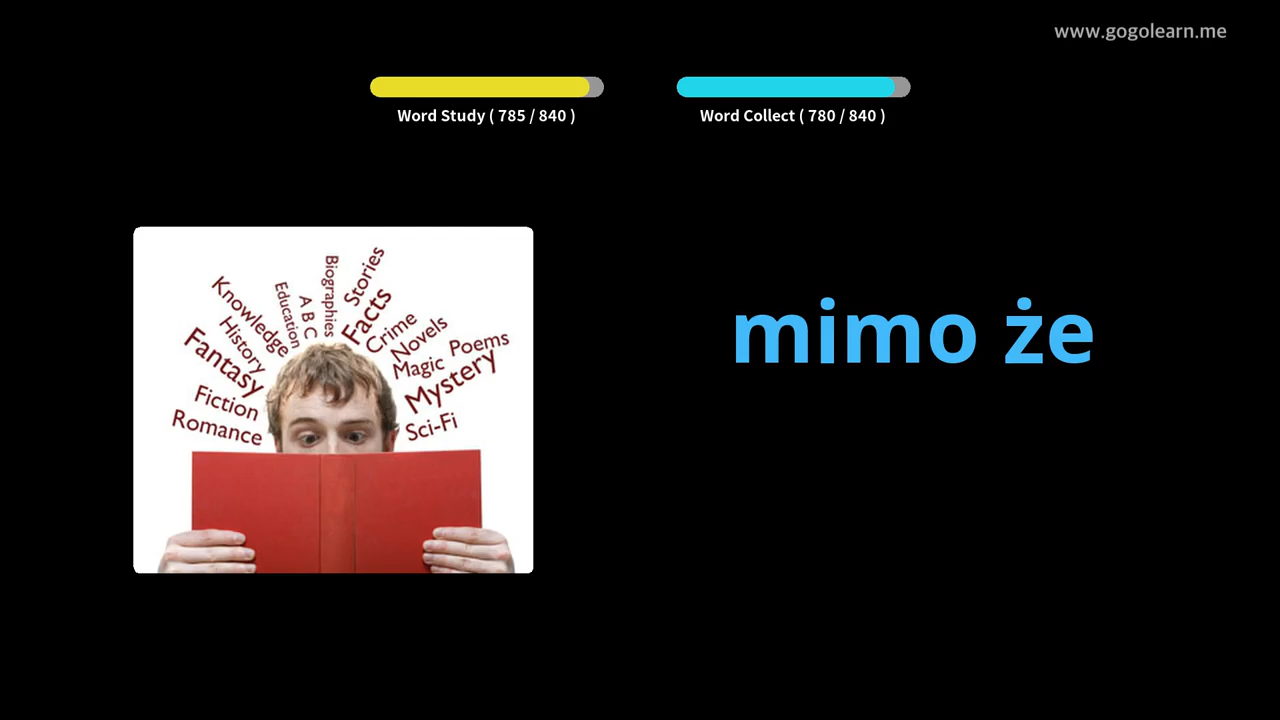 www.gogolearn.me
Word Study ( 785 / 840 )
Word Collect ( 780 / 840 )
mimo że
Stories
Biographies
Facts
A B C
Education
Knowledge
History
Crime
Novels
Poems
Magic
Mystery
Fantasy
Fiction
Romance
Sci-Fi